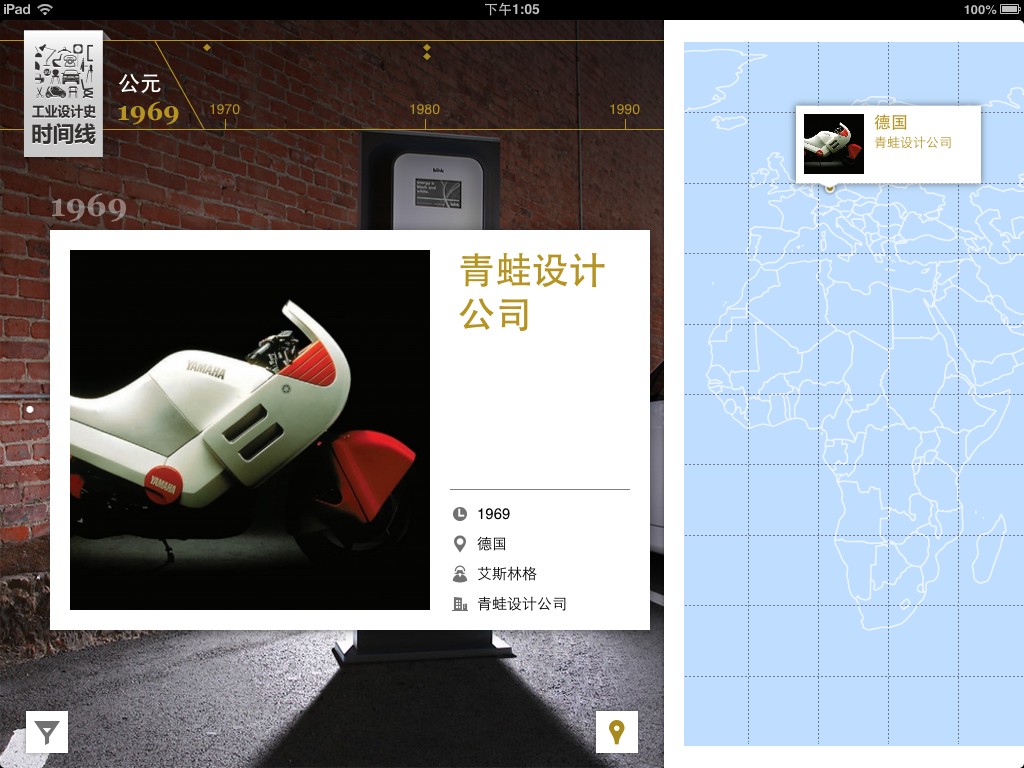 iPad
下午1:05
100%
工业设计史
时间线
公元
1969
1970
1980
1990
1969
blink
青蛙设计
公司
YAMAHA
YAMAHA
1969
德国
艾斯林格
青蛙设计公司
德国
青蛙设计公司